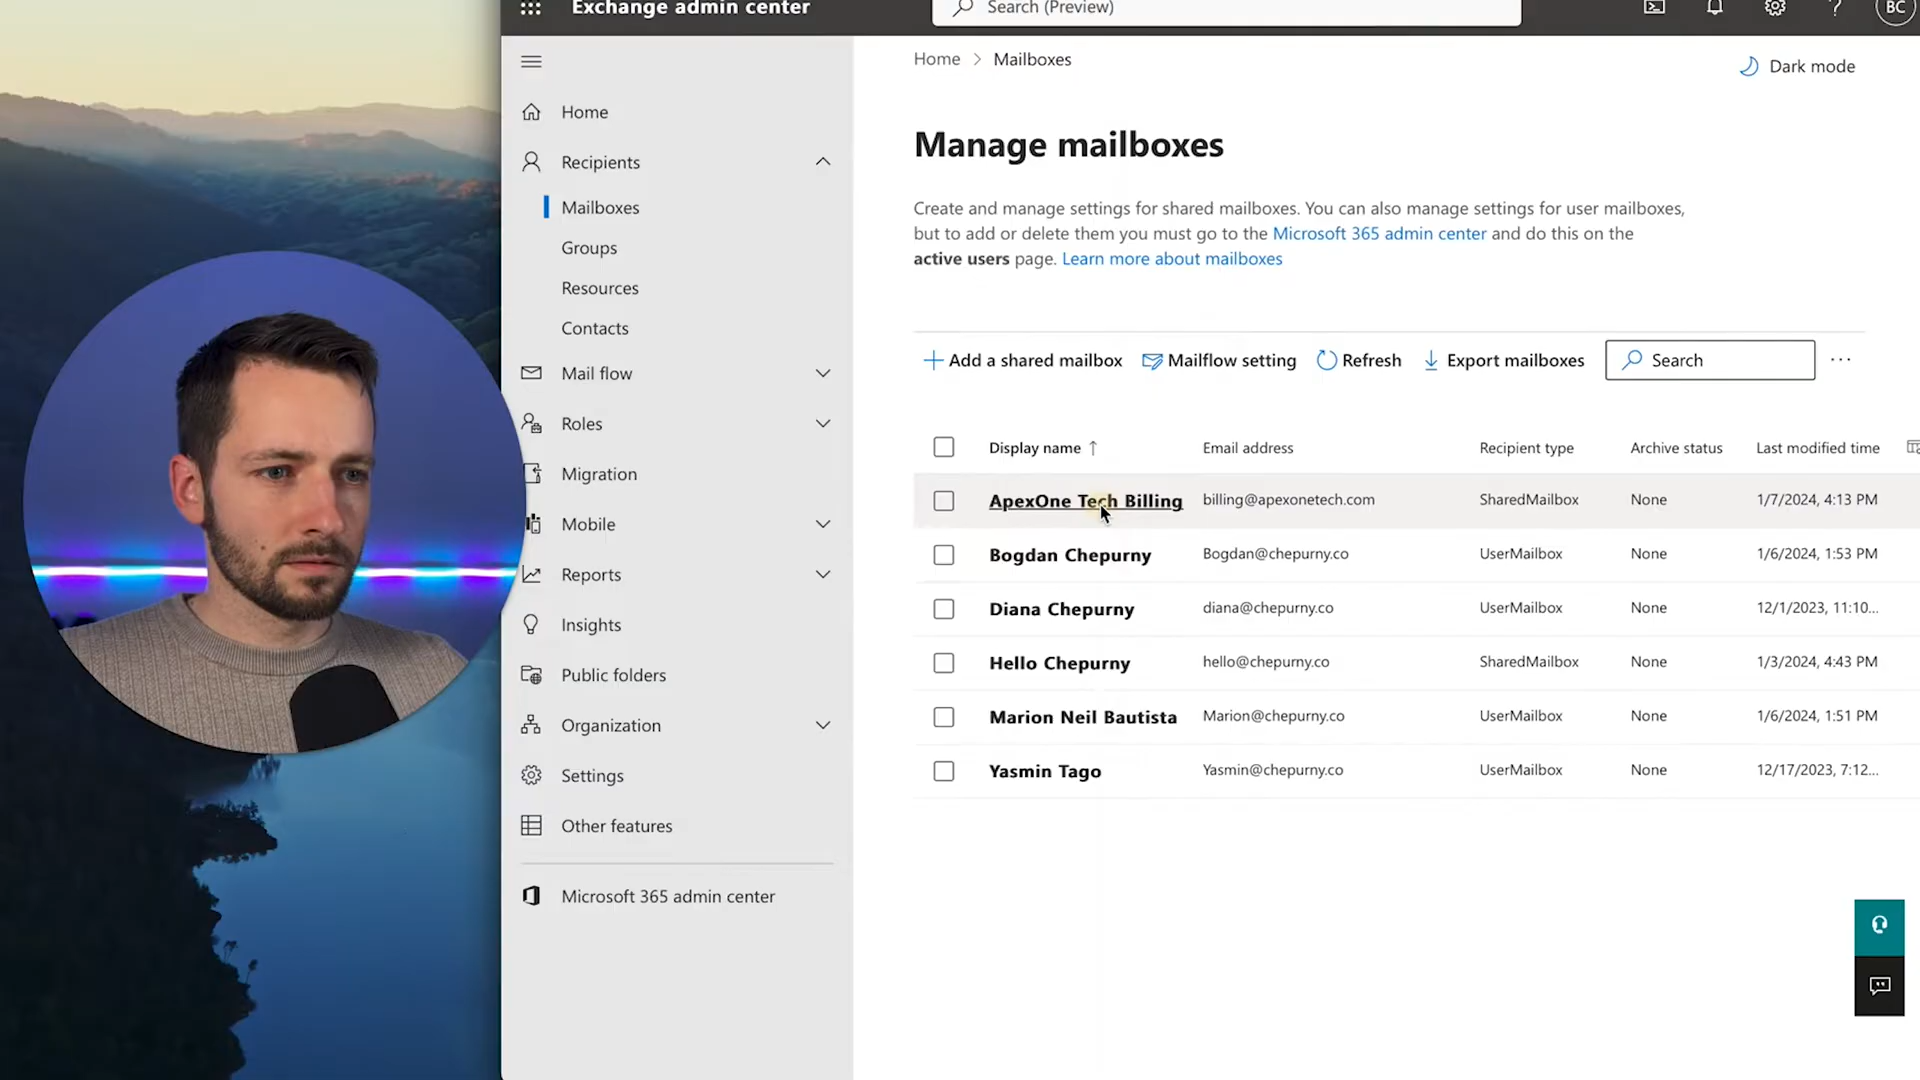 Exchange admin center
Search (Preview)
BC
Home > Mailboxes
Dark mode
Home
Recipients
Mailboxes
Groups
Resources
Contacts
Mail flow
Roles
Migration
Mobile
Reports
Insights
Public folders
Organization
Settings
Other features
Microsoft 365 admin center
Manage mailboxes
Create and manage settings for shared mailboxes. You can also manage settings for user mailboxes,
but to add or delete them you must go to the Microsoft 365 admin center and do this on the
active users page. Learn more about mailboxes
Add a shared mailbox Mailflow setting Refresh Export mailboxes Search ...
Display name ↑ Email address Recipient type Archive status Last modified time
ApexOne Tech Billing billing@apexonetech.com SharedMailbox None 1/7/2024, 4:13 PM
Bogdan Chepurny Bogdan@chepurny.co UserMailbox None 1/6/2024, 1:53 PM
Diana Chepurny diana@chepurny.co UserMailbox None 12/1/2023, 11:10...
Hello Chepurny hello@chepurny.co SharedMailbox None 1/3/2024, 4:43 PM
Marion Neil Bautista Marion@chepurny.co UserMailbox None 1/6/2024, 1:51 PM
Yasmin Tago Yasmin@chepurny.co UserMailbox None 12/17/2023, 7:12...